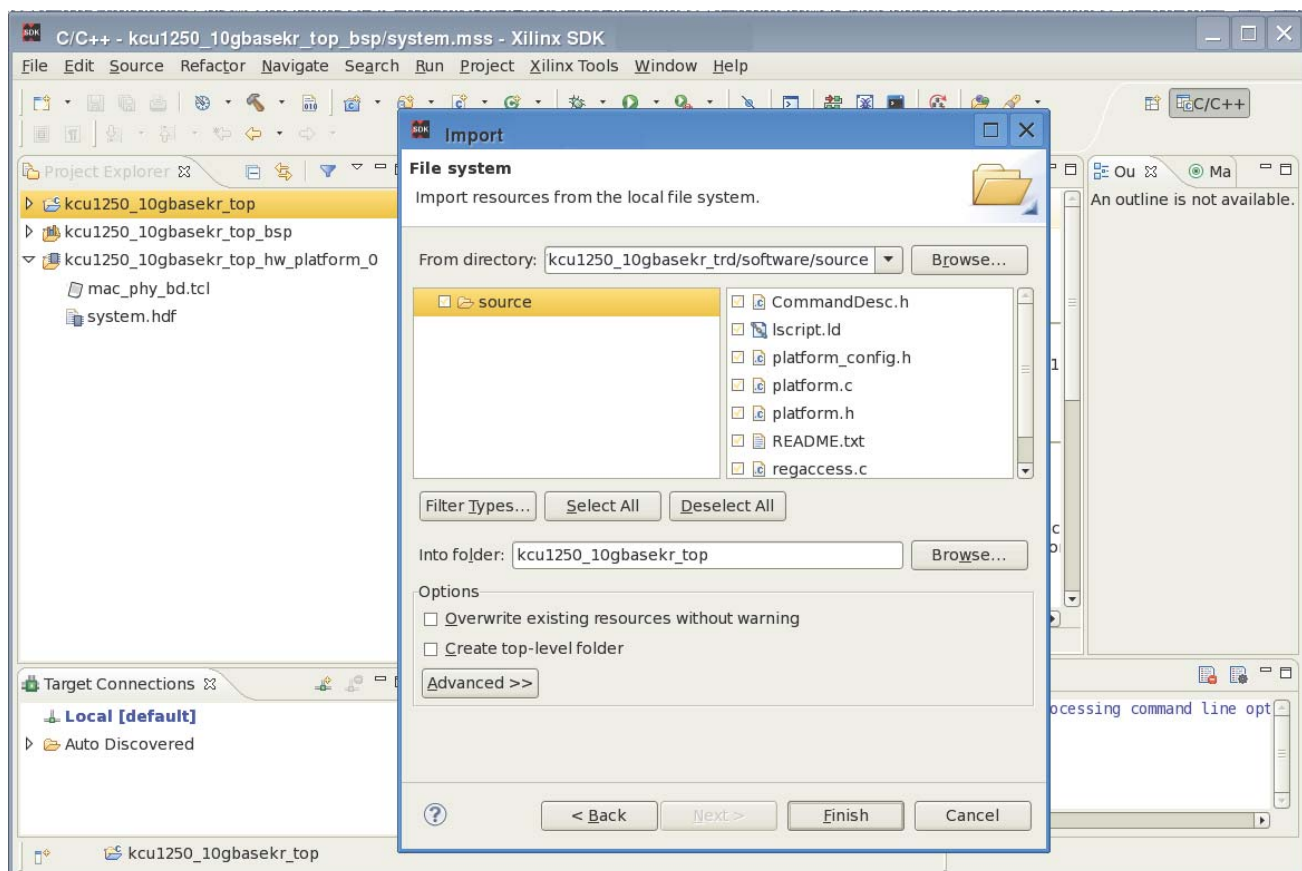 C/C++ - kcu1250_10gbasekr_top_bsp/system.mss - Xilinx SDK
File Edit Source Refactor Navigate Search Run Project Xilinx Tools Window Help
C/C++
Import
Project Explorer
Ou Ma
File system
Import resources from the local file system.
kcu1250_10gbasekr_top
An outline is not available.
kcu1250_10gbasekr_top_bsp
kcu1250_10gbasekr_top_hw_platform_0
From directory: kcu1250_10gbasekr_trd/software/source Browse...
mac_phy_bd.tcl
system.hdf
source
CommandDesc.h
lscript.ld
platform_config.h
platform.c
platform.h
README.txt
regaccess.c
Filter Types... Select All Deselect All
Into folder: kcu1250_10gbasekr_top Browse...
Options
Overwrite existing resources without warning
Create top-level folder
Advanced >>
Target Connections
Local [default]
Auto Discovered
ocessing command line opt
< Back Next > Finish Cancel
kcu1250_10gbasekr_top